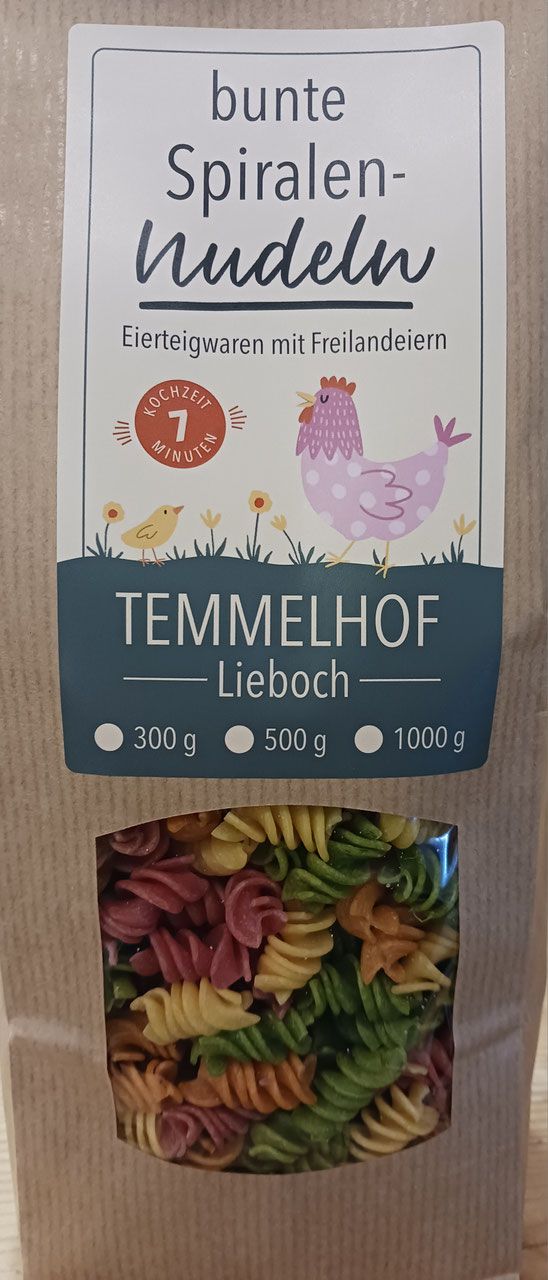 bunte
Spiralen-
Nudeln
Eierteigwaren mit Freilandeiern
KOCHZEIT
7
MINUTEN
TEMMELHOF
Lieboch
300 g 500 g 1000 g